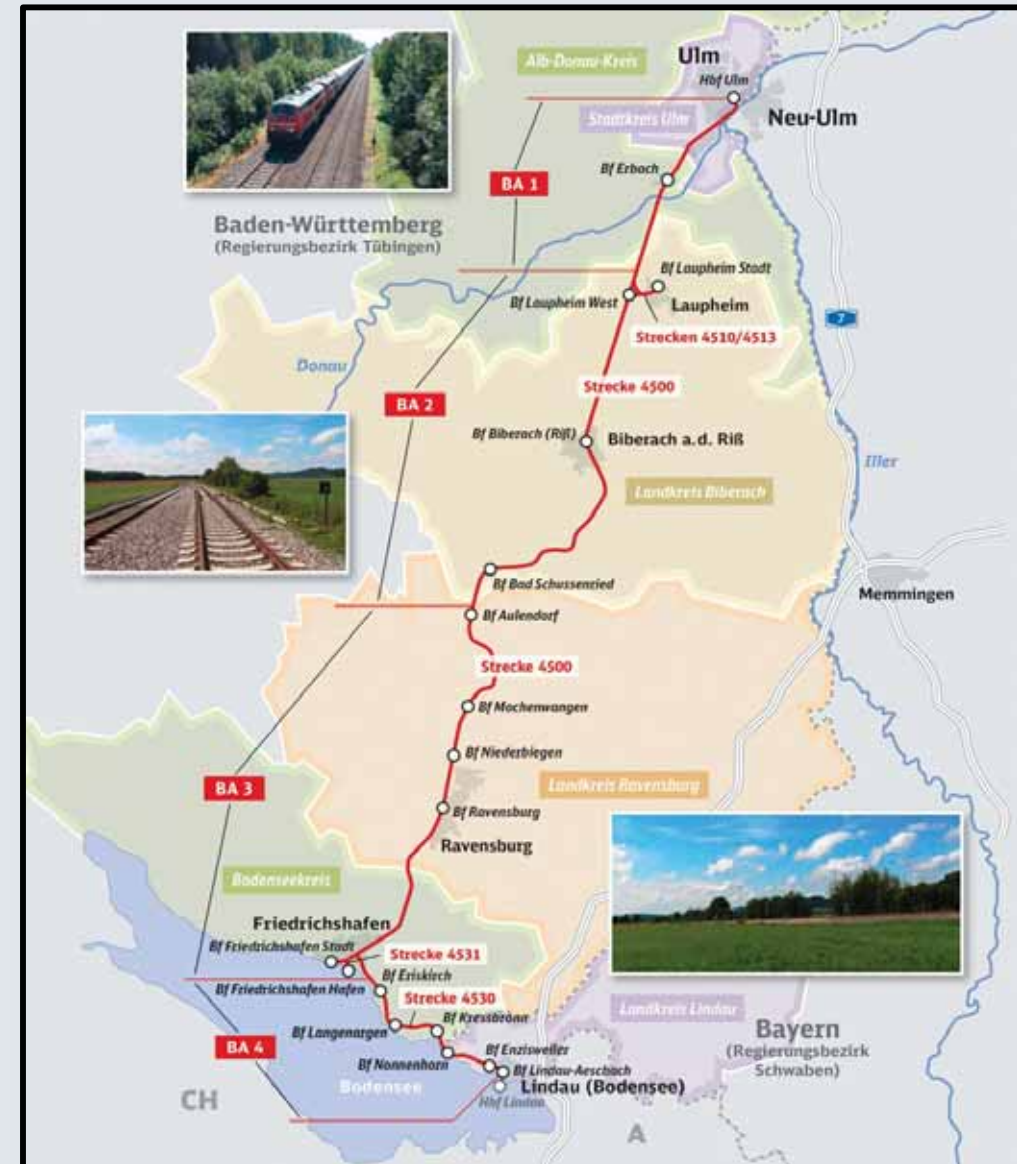 Ulm
Alb-Donau-Kreis
Hbf Ulm
Stadtkreis Ulm
Neu-Ulm
Bf Erbach
BA 1
Baden-Württemberg
(Regierungsbezirk Tübingen)
Bf Laupheim Stadt
Bf Laupheim West
Laupheim
7
Strecken 4510/4513
Donau
Strecke 4500
BA 2
Bf Biberach (Riß)
Biberach a.d. Riß
Iller
Landkreis Biberach
Bf Bad Schussenried
Memmingen
Bf Aulendorf
Strecke 4500
Bf Mochenwangen
Bf Niederbiegen
BA 3
Landkreis Ravensburg
Bf Ravensburg
Ravensburg
Bodenseekreis
Friedrichshafen
Bf Friedrichshafen Stadt
Strecke 4531
Bf Friedrichshafen Hafen
Bf Eriskirch
Strecke 4530
Landkreis Lindau
Bf Langenargen
Bf Kressbronn
Bayern
(Regierungsbezirk
Schwaben)
BA 4
Bf Nonnenhorn
Bf Enzisweiler
Bf Lindau-Aeschach
Bodensee
Lindau (Bodensee)
CH
Hbf Lindau
A